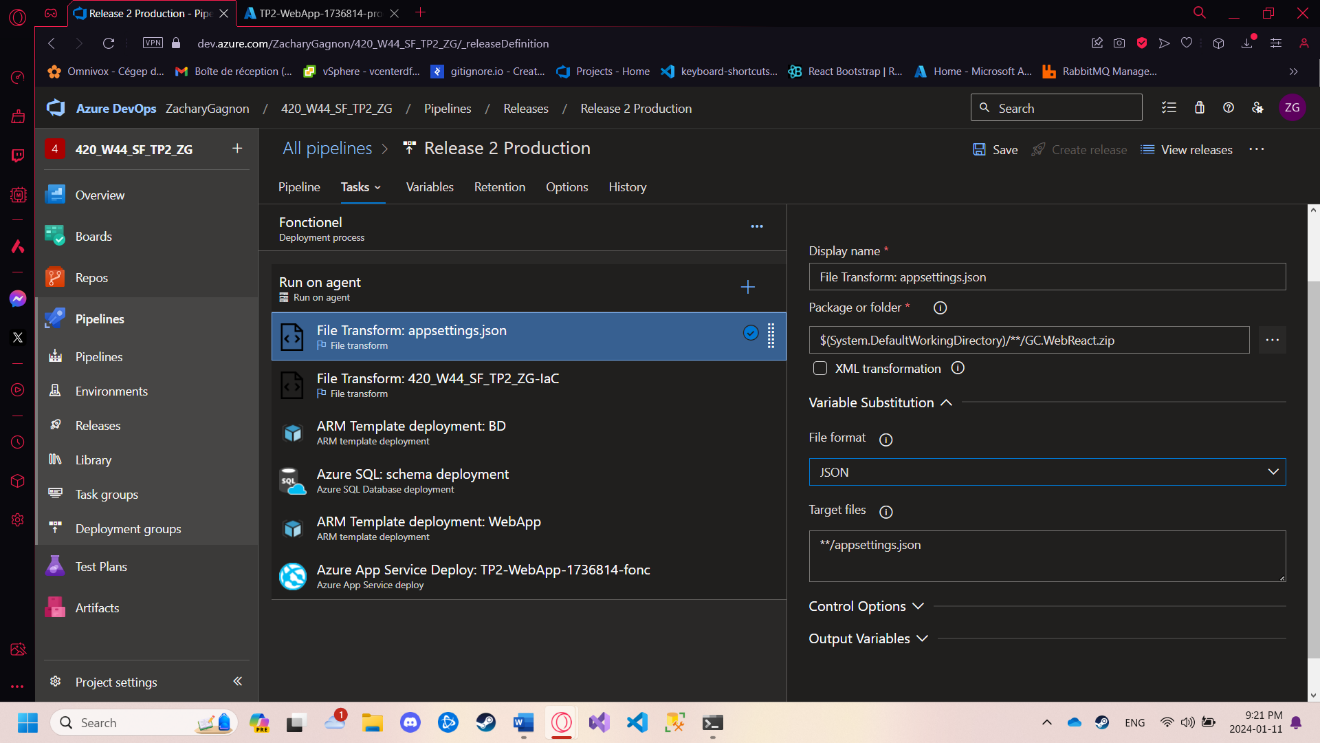 Release 2 Production - Pip
TP2-WebApp-1736814-pro
VPN
dev.azure.com/ZacharyGagnon/420_W44_SF_TP2_ZG/_releaseDefinition
Omnivox - Cégep d...
Boîte de réception (...
vSphere - vcenterdf...
gitignore.io - Creat...
Projects - Home
keyboard-shortcuts...
React Bootstrap | R...
Home - Microsoft A...
RabbitMQ Manage...
Azure DevOps
ZacharyGagnon / 420_W44_SF_TP2_ZG / Pipelines / Releases / Release 2 Production
Search
ZG
4
420_W44_SF_TP2_ZG
Overview
Boards
Repos
Pipelines
Pipelines
Environments
Releases
Library
Task groups
Deployment groups
Test Plans
Artifacts
Project settings
All pipelines > Release 2 Production
Save
Create release
View releases
Pipeline
Tasks
Variables
Retention
Options
History
Fonctionel
Deployment process
Run on agent
Run on agent
File Transform: appsettings.json
File transform
File Transform: 420_W44_SF_TP2_ZG-IaC
File transform
ARM Template deployment: BD
ARM template deployment
Azure SQL: schema deployment
Azure SQL Database deployment
ARM Template deployment: WebApp
ARM template deployment
Azure App Service Deploy: TP2-WebApp-1736814-fonc
Azure App Service deploy
SQL
Display name *
File Transform: appsettings.json
Package or folder *
$(System.DefaultWorkingDirectory)/**/GC.WebReact.zip
XML transformation
Variable Substitution
File format
JSON
Target files
**/appsettings.json
Control Options
Output Variables
Search
PRE
1
ENG
9:21 PM
2024-01-11